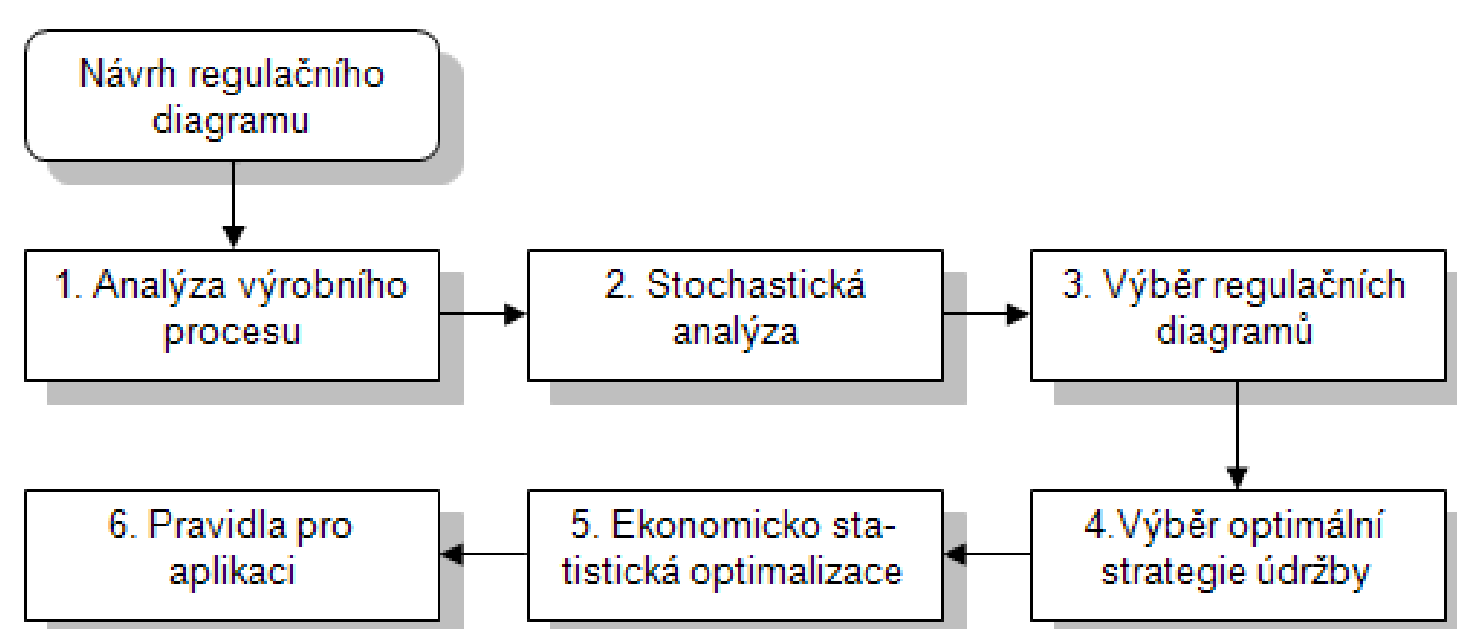 Návrh regulačního
diagramu
1. Analýza výrobního
procesu
2. Stochastická
analýza
3. Výběr regulačních
diagramů
4.Výběr optimální
strategie údržby
5. Ekonomicko sta-
tistická optimalizace
6. Pravidla pro
aplikaci